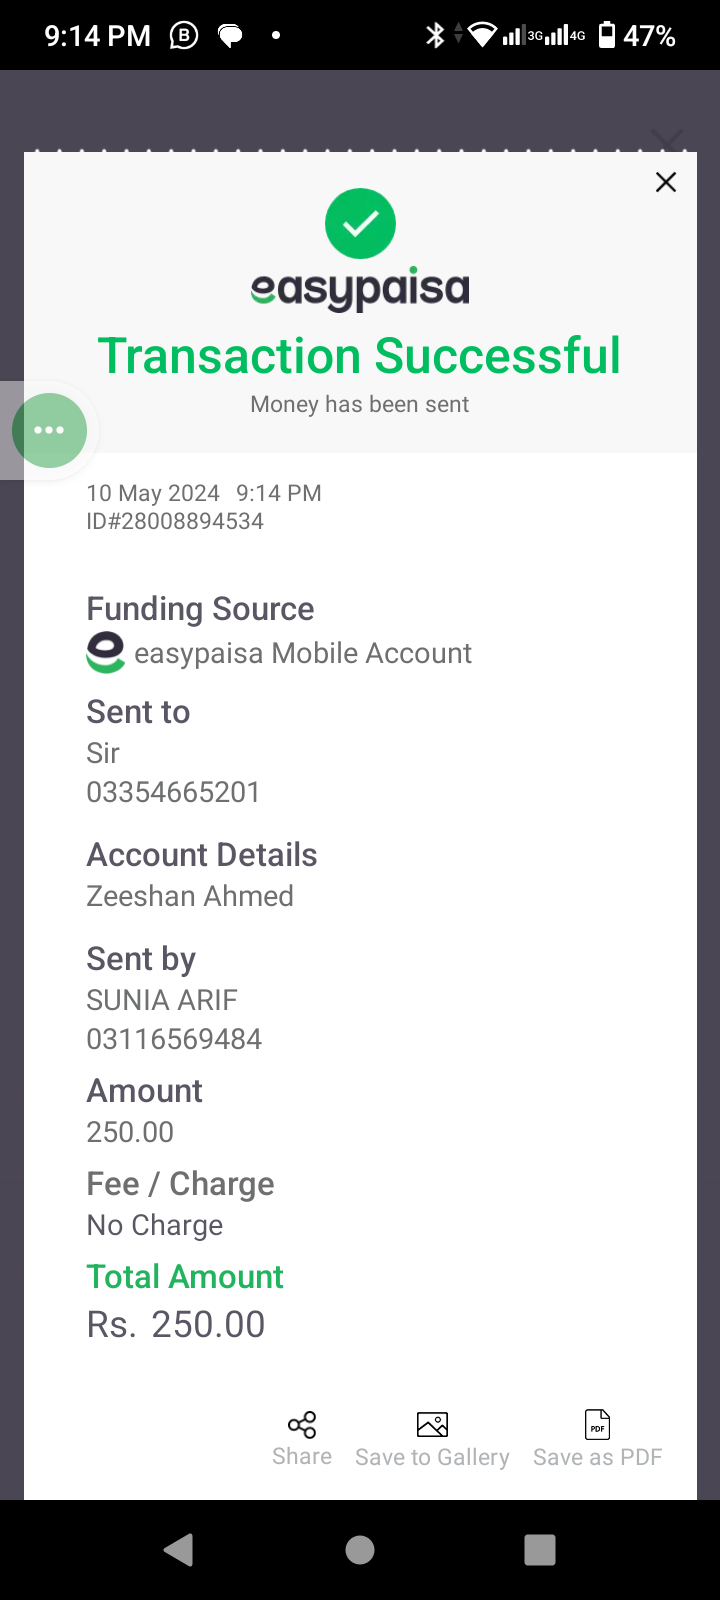 9:14 PM B 3G 4G 47%
easypaisa
Transaction Successful
Money has been sent
10 May 2024 9:14 PM
ID#28008894534
Funding Source
easypaisa Mobile Account
Sent to
Sir
03354665201
Account Details
Zeeshan Ahmed
Sent by
SUNIA ARIF
03116569484
Amount
250.00
Fee / Charge
No Charge
Total Amount
Rs. 250.00
PDF
Share Save to Gallery Save as PDF